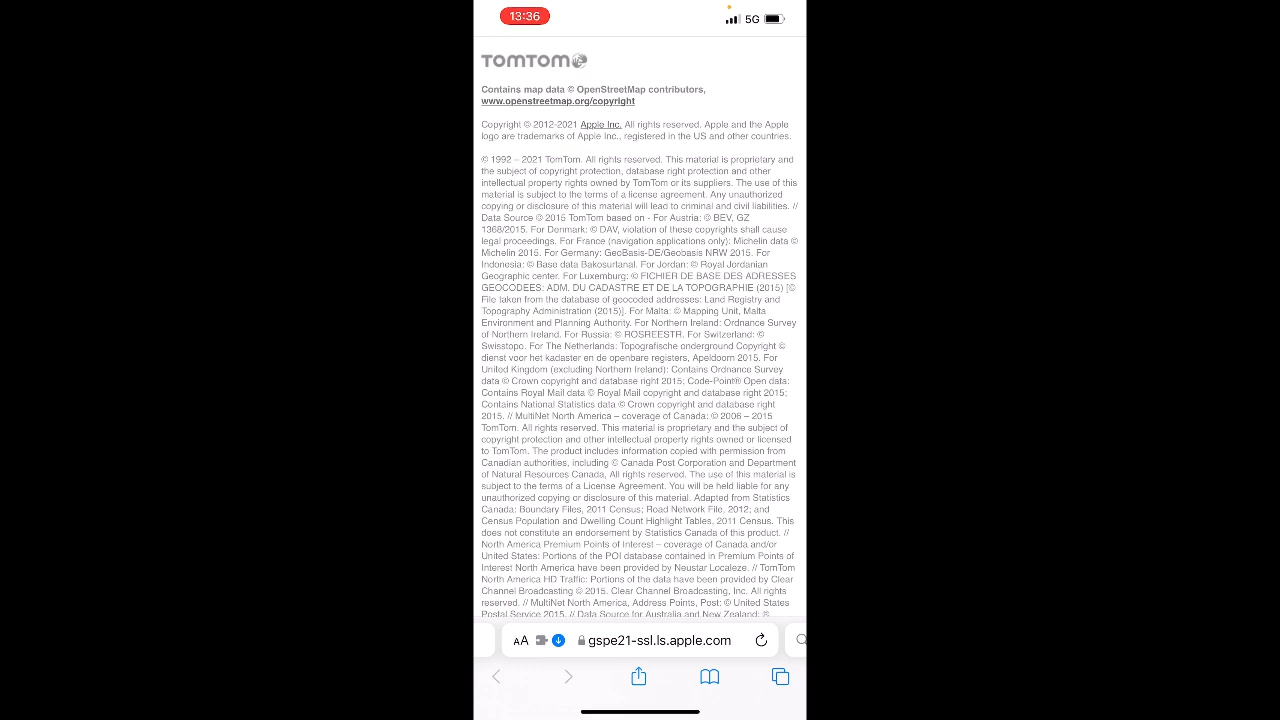 13:36
5G
TOMTOM
Contains map data © OpenStreetMap contributors,
www.openstreetmap.org/copyright
Copyright © 2012-2021 Apple Inc. All rights reserved. Apple and the Apple
logo are trademarks of Apple Inc., registered in the US and other countries.
© 1992 – 2021 TomTom. All rights reserved. This material is proprietary and
the subject of copyright protection, database right protection and other
intellectual property rights owned by TomTom or its suppliers. The use of this
material is subject to the terms of a license agreement. Any unauthorized
copying or disclosure of this material will lead to criminal and civil liabilities. //
Data Source © 2015 TomTom based on - For Austria: © BEV, GZ
1368/2015. For Denmark: © DAV, violation of these copyrights shall cause
legal proceedings. For France (navigation applications only): Michelin data ©
Michelin 2015. For Germany: GeoBasis-DE/Geobasis NRW 2015. For
Indonesia: © Base data Bakosurtanal. For Jordan: © Royal Jordanian
Geographic center. For Luxemburg: © FICHIER DE BASE DES ADRESSES
GEOCODEES: ADM. DU CADASTRE ET DE LA TOPOGRAPHIE (2015) [©
File taken from the database of geocoded addresses: Land Registry and
Topography Administration (2015)]. For Malta: © Mapping Unit, Malta
Environment and Planning Authority. For Northern Ireland: Ordnance Survey
of Northern Ireland. For Russia: © ROSREESTR. For Switzerland: ©
Swisstopo. For The Netherlands: Topografische onderground Copyright ©
dienst voor het kadaster en de openbare registers, Apeldoorn 2015. For
United Kingdom (excluding Northern Ireland): Contains Ordnance Survey
data © Crown copyright and database right 2015; Code-Point® Open data:
Contains Royal Mail data © Royal Mail copyright and database right 2015;
Contains National Statistics data © Crown copyright and database right
2015. // MultiNet North America – coverage of Canada: © 2006 – 2015
TomTom. All rights reserved. This material is proprietary and the subject of
copyright protection and other intellectual property rights owned or licensed
to TomTom. The product includes information copied with permission from
Canadian authorities, including © Canada Post Corporation and Department
of Natural Resources Canada, All rights reserved. The use of this material is
subject to the terms of a License Agreement. You will be held liable for any
unauthorized copying or disclosure of this material. Adapted from Statistics
Canada: Boundary Files, 2011 Census; Road Network File, 2012; and
Census Population and Dwelling Count Highlight Tables, 2011 Census. This
does not constitute an endorsement by Statistics Canada of this product. //
North America Premium Points of Interest – coverage of Canada and/or
United States: Portions of the POI database contained in Premium Points of
Interest North America have been provided by Neustar Localeze. // TomTom
North America HD Traffic: Portions of the data have been provided by Clear
Channel Broadcasting © 2015. Clear Channel Broadcasting, Inc. All rights
reserved. // MultiNet North America, Address Points, Post: © United States
Postal Service 2015. // Data Source for Australia and New Zealand: ®
AA gspe21-ssl.ls.apple.com